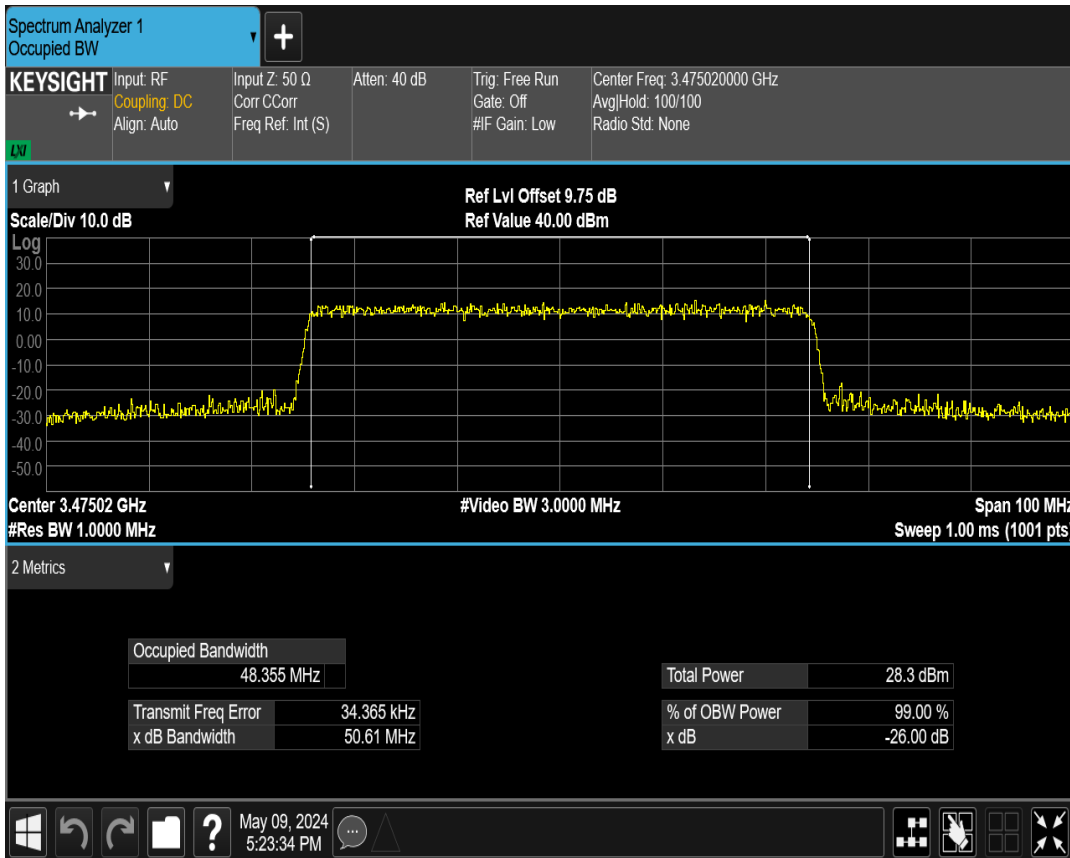 Spectrum Analyzer 1
Occupied BW
+
KEYSIGHT
LXI
Input: RF
Coupling: DC
Align: Auto
Input Z: 50 Ω
Corr CCorr
Freq Ref: Int (S)
Atten: 40 dB
Trig: Free Run
Gate: Off
#IF Gain: Low
Center Freq: 3.475020000 GHz
Avg|Hold: 100/100
Radio Std: None
1 Graph
Scale/Div 10.0 dB
Ref Lvl Offset 9.75 dB
Ref Value 40.00 dBm
Log
30.0
20.0
10.0
0.00
-10.0
-20.0
-30.0
-40.0
-50.0
Center 3.47502 GHz
#Video BW 3.0000 MHz
Span 100 MHz
#Res BW 1.0000 MHz
Sweep 1.00 ms (1001 pts)
2 Metrics
Occupied Bandwidth
48.355 MHz
Transmit Freq Error 34.365 kHz
x dB Bandwidth 50.61 MHz
Total Power 28.3 dBm
% of OBW Power 99.00 %
x dB -26.00 dB
?
May 09, 2024
5:23:34 PM